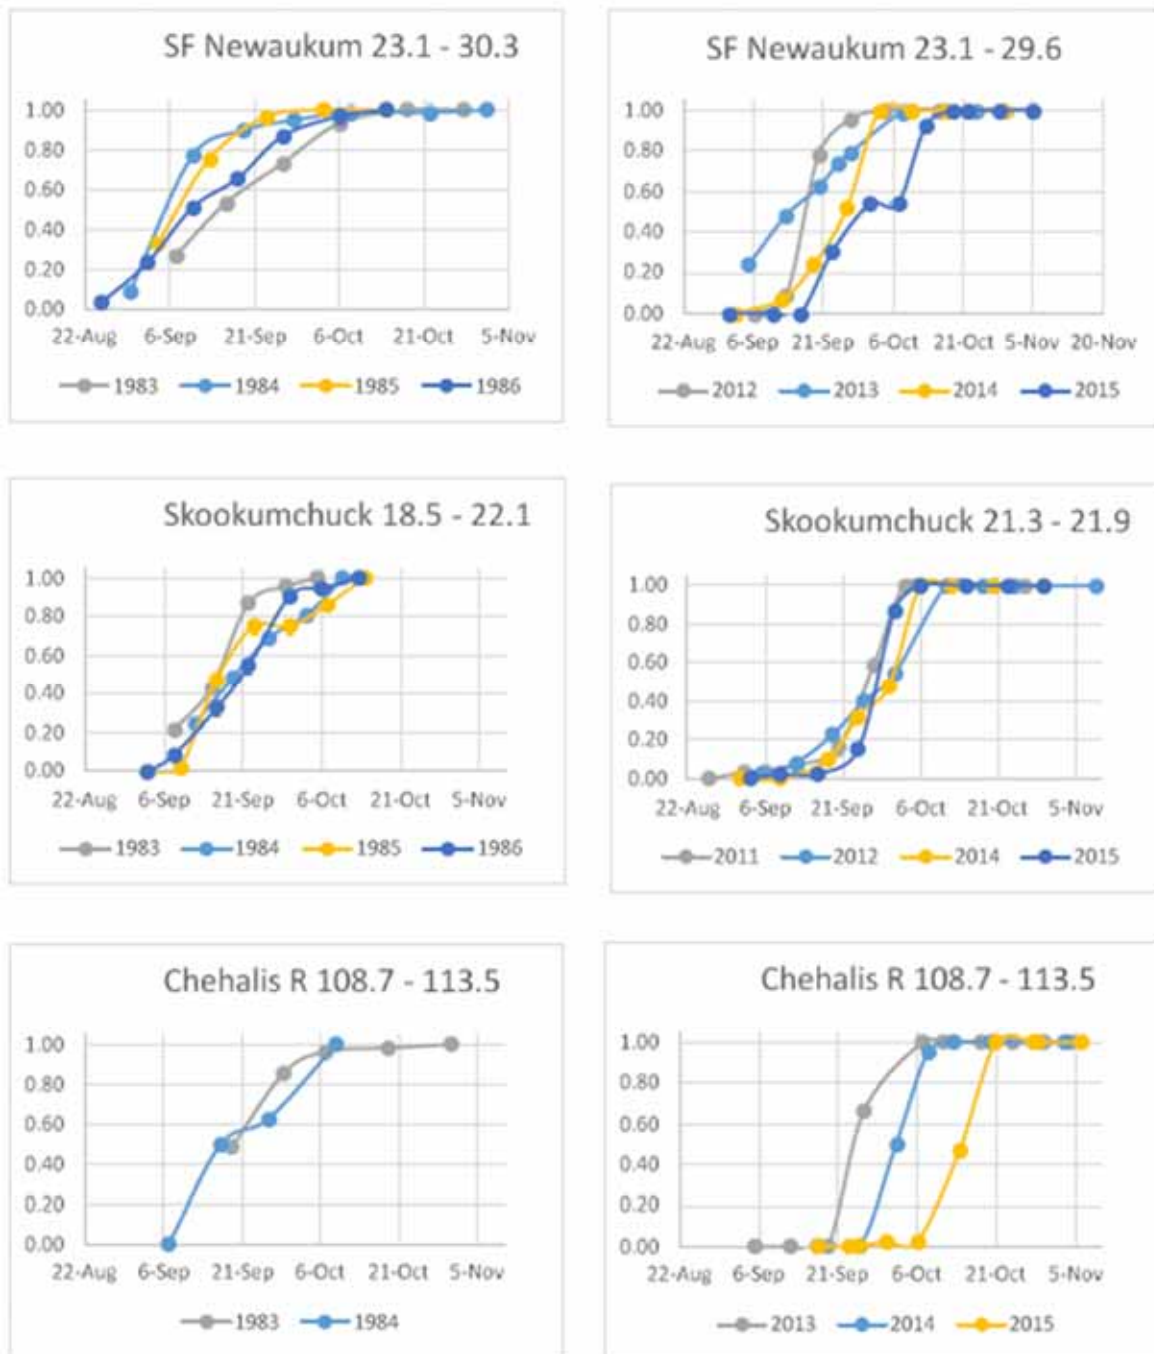 SF Newaukum 23.1 - 30.3
1.00
0.80
0.60
0.40
0.20
0.00
22-Aug 6-Sep 21-Sep 6-Oct 21-Oct 5-Nov
1983 1984 1985 1986
SF Newaukum 23.1 - 29.6
1.00
0.80
0.60
0.40
0.20
0.00
22-Aug 6-Sep 21-Sep 6-Oct 21-Oct 5-Nov 20-Nov
2012 2013 2014 2015
Skookumchuck 18.5 - 22.1
1.00
0.80
0.60
0.40
0.20
0.00
22-Aug 6-Sep 21-Sep 6-Oct 21-Oct 5-Nov
1983 1984 1985 1986
Skookumchuck 21.3 - 21.9
1.00
0.80
0.60
0.40
0.20
0.00
22-Aug 6-Sep 21-Sep 6-Oct 21-Oct 5-Nov
2011 2012 2014 2015
Chehalis R 108.7 - 113.5
1.00
0.80
0.60
0.40
0.20
0.00
22-Aug 6-Sep 21-Sep 6-Oct 21-Oct 5-Nov
1983 1984
Chehalis R 108.7 - 113.5
1.00
0.80
0.60
0.40
0.20
0.00
22-Aug 6-Sep 21-Sep 6-Oct 21-Oct 5-Nov
2013 2014 2015